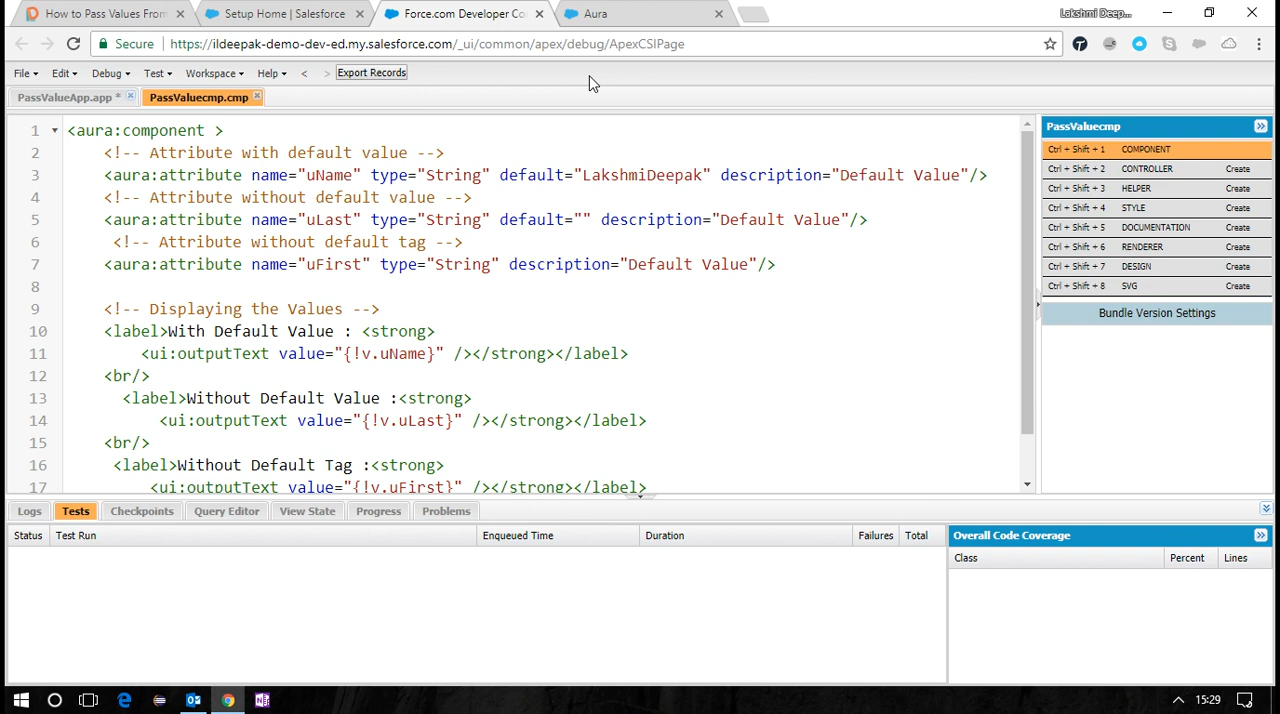 How to Pass Values From
Setup Home | Salesforce
Force.com Developer Co
Aura
Lakshmi Deep...
Secure
https://ildeepak-demo-dev-ed.my.salesforce.com/_ui/common/apex/debug/ApexCSIPage
File Edit Debug Test Workspace Help < > Export Records
PassValueApp.app * PassValuecmp.cmp
1 <aura:component >
2 <!-- Attribute with default value -->
3 <aura:attribute name="uName" type="String" default="LakshmiDeepak" description="Default Value"/>
4 <!-- Attribute without default value -->
5 <aura:attribute name="uLast" type="String" default="" description="Default Value"/>
6 <!-- Attribute without default tag -->
7 <aura:attribute name="uFirst" type="String" description="Default Value"/>
8
9 <!-- Displaying the Values -->
10 <label>With Default Value : <strong>
11 <ui:outputText value="{!v.uName}" /></strong></label>
12 <br/>
13 <label>Without Default Value :<strong>
14 <ui:outputText value="{!v.uLast}" /></strong></label>
15 <br/>
16 <label>Without Default Tag :<strong>
17 <ui:outputText value="{!v.uFirst}" /></strong></label>
PassValuecmp
Ctrl + Shift + 1 COMPONENT
Ctrl + Shift + 2 CONTROLLER Create
Ctrl + Shift + 3 HELPER Create
Ctrl + Shift + 4 STYLE Create
Ctrl + Shift + 5 DOCUMENTATION Create
Ctrl + Shift + 6 RENDERER Create
Ctrl + Shift + 7 DESIGN Create
Ctrl + Shift + 8 SVG Create
Bundle Version Settings
Logs Tests Checkpoints Query Editor View State Progress Problems
Status Test Run Enqueued Time Duration Failures Total
Overall Code Coverage
Class Percent Lines
15:29